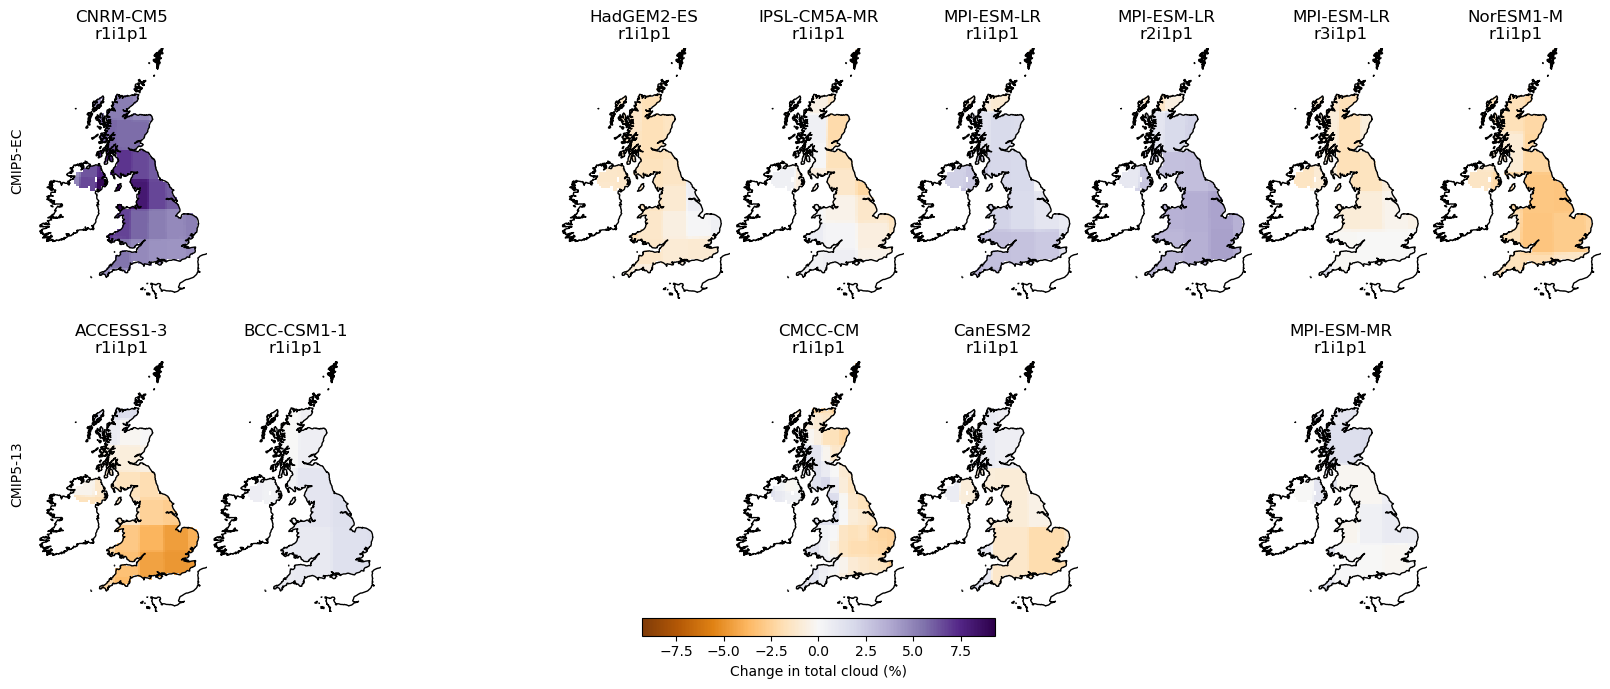 CNRM-CM5
r1i1p1
HadGEM2-ES
r1i1p1
IPSL-CM5A-MR
r1i1p1
MPI-ESM-LR
r1i1p1
MPI-ESM-LR
r2i1p1
MPI-ESM-LR
r3i1p1
NorESM1-M
r1i1p1
CMIP5-EC
ACCESS1-3
r1i1p1
BCC-CSM1-1
r1i1p1
CMCC-CM
r1i1p1
CanESM2
r1i1p1
MPI-ESM-MR
r1i1p1
CMIP5-13
−7.5 −5.0 −2.5 0.0 2.5 5.0 7.5
Change in total cloud (%)